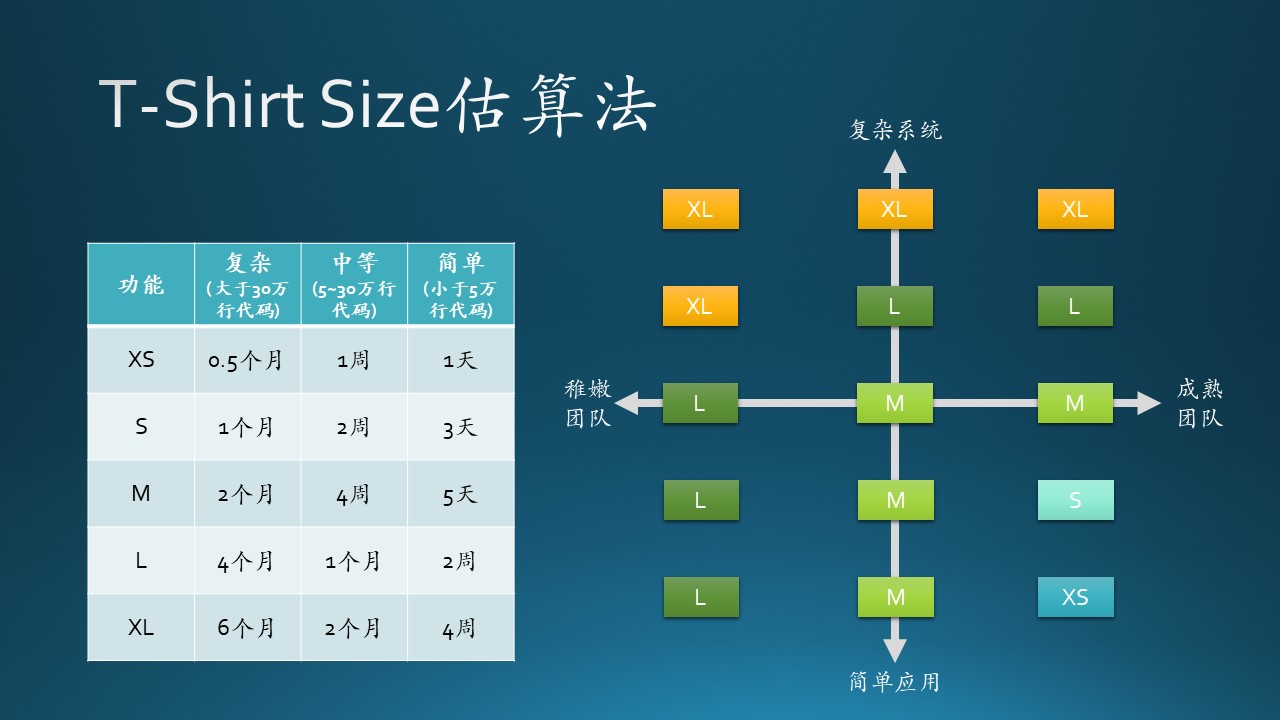 T-Shirt Size估算法
功能 复杂 中等 简单
(大于30万 (5~30万行 (小于5万
行代码) 代码) 行代码)
XS 0.5个月 1周 1天
S 1个月 2周 3天
M 2个月 4周 5天
L 4个月 1个月 2周
XL 6个月 2个月 4周
复杂系统
XL XL XL
XL L L
稚嫩
团队
L M M
成熟
团队
L M S
L M XS
简单应用